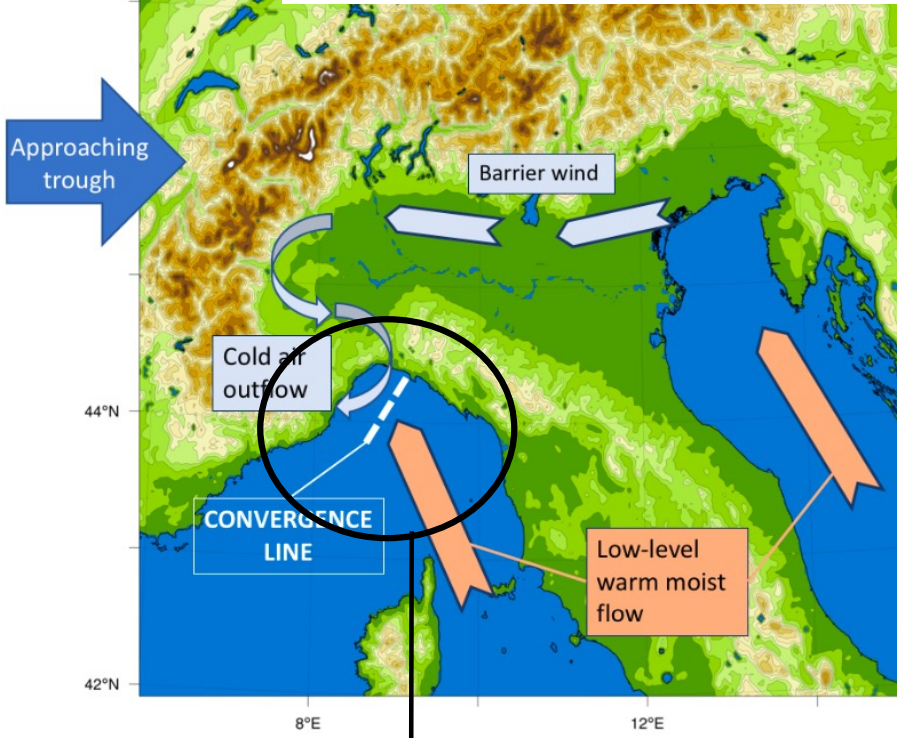 Approaching
trough
Barrier wind
Cold air
outflow
44°N
CONVERGENCE
LINE
Low-level
warm moist
flow
42°N
8°E
12°E